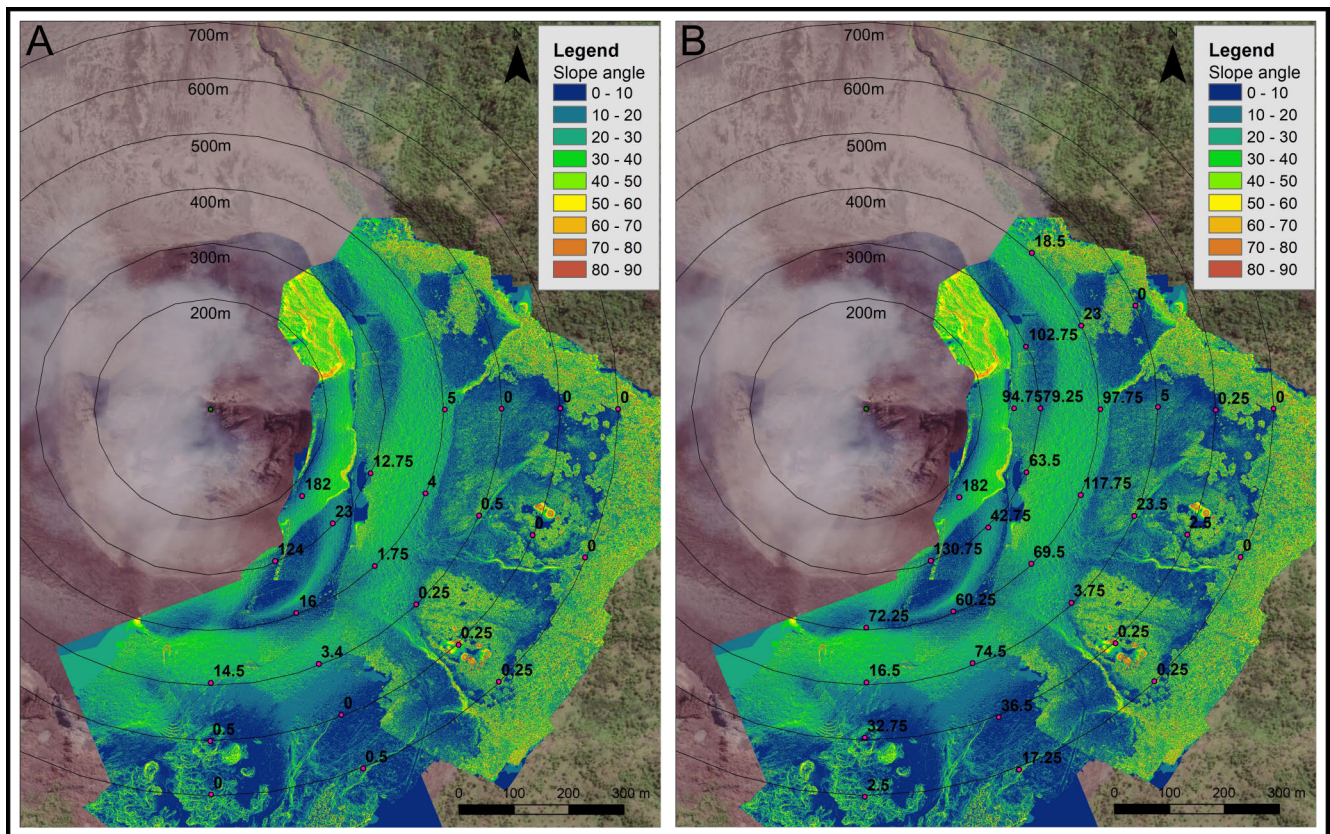 A
700m
600m
500m
400m
300m
200m
N
Legend
Slope angle
0 - 10
10 - 20
20 - 30
30 - 40
40 - 50
50 - 60
60 - 70
70 - 80
80 - 90
5
0
0
0
12.75
4
182
0.5
23
0
0
124
1.75
16
0.25
0.25
3.4
0.25
14.5
0
0.5
0.5
0
0 100 200 300 m
B
700m
600m
500m
400m
300m
200m
N
Legend
Slope angle
0 - 10
10 - 20
20 - 30
30 - 40
40 - 50
50 - 60
60 - 70
70 - 80
80 - 90
18.5
0
23
102.75
94.75
79.25
97.75
5
0.25
0
63.5
117.75
182
23.5
42.75
2.5
0
130.75
69.5
60.25
3.75
72.25
0.25
74.5
0.25
16.5
36.5
32.75
17.25
2.5
0 100 200 300 m